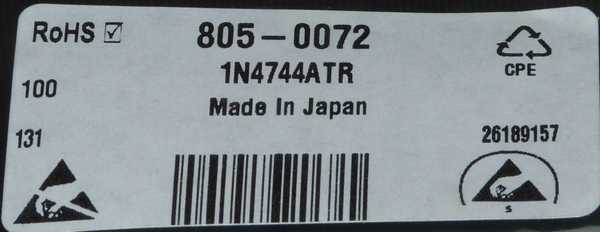 RoHS ☑ 805-0072
1N4744ATR
CPE
100
Made In Japan
131
26189157
S